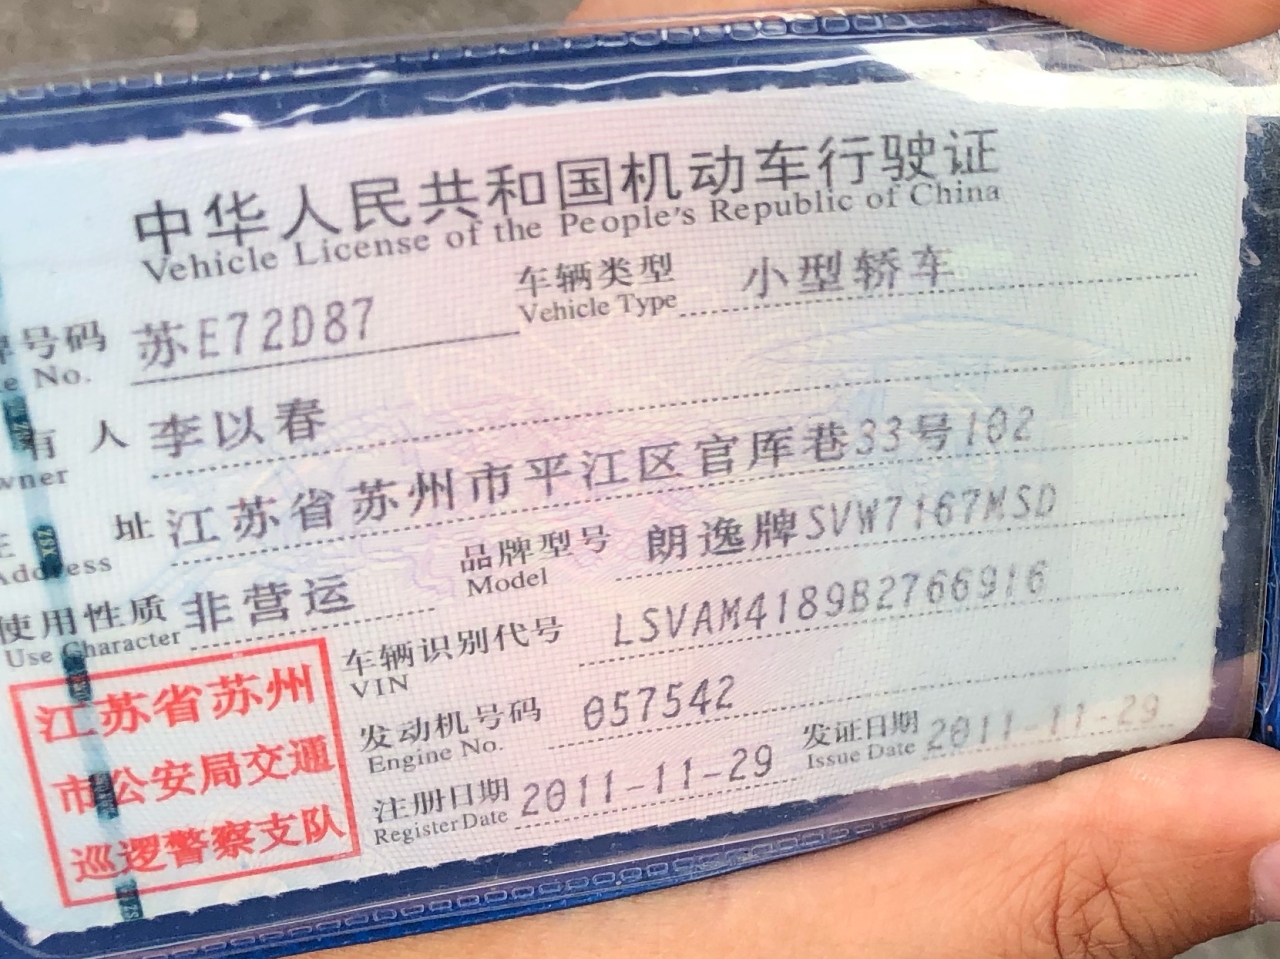 中华人民共和国机动车行驶证
Vehicle License of the People's Republic of China
号码 苏E72D87 车辆类型 小型轿车
No. Vehicle Type
有人 李以春
wner
址 江苏省苏州市平江区官厍巷33号102
Address
品牌型号 朗逸牌SVW7167MSD
Model
使用性质 非营运
Use Character
车辆识别代号 LSVAM4189B2766916
VIN
发动机号码 057542
Engine No.
注册日期 2011-11-29 发证日期 2011-11-29
Register Date Issue Date
江苏省苏州
市公安局交通
巡逻警察支队